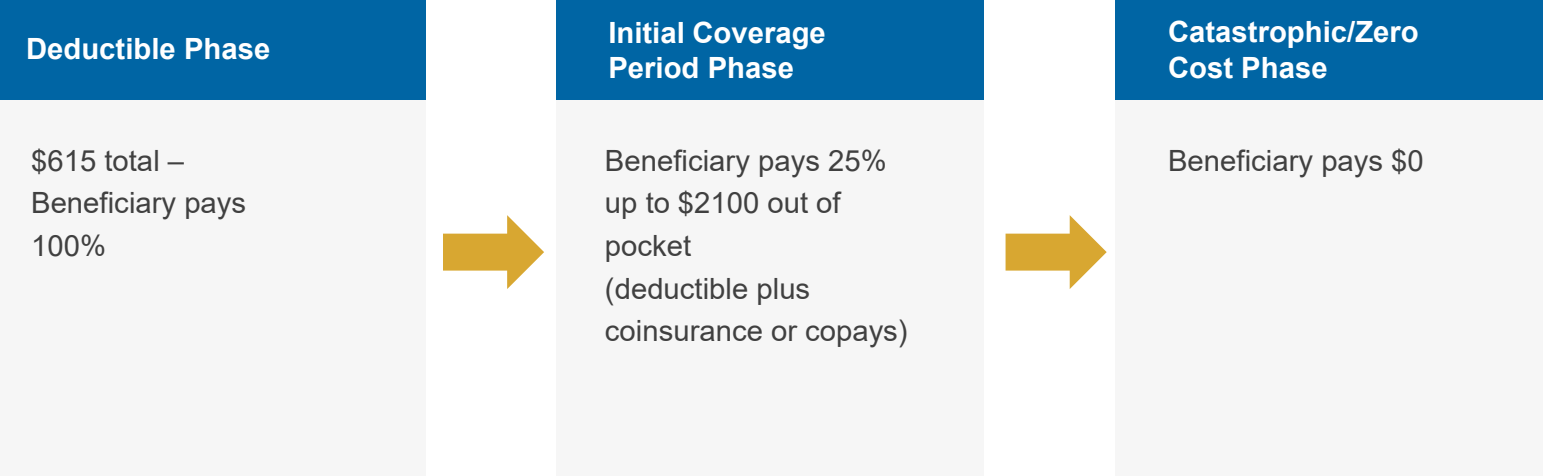 Deductible Phase
$615 total –
Beneficiary pays
100%
Initial Coverage
Period Phase
Beneficiary pays 25%
up to $2100 out of
pocket
(deductible plus
coinsurance or copays)
Catastrophic/Zero
Cost Phase
Beneficiary pays $0